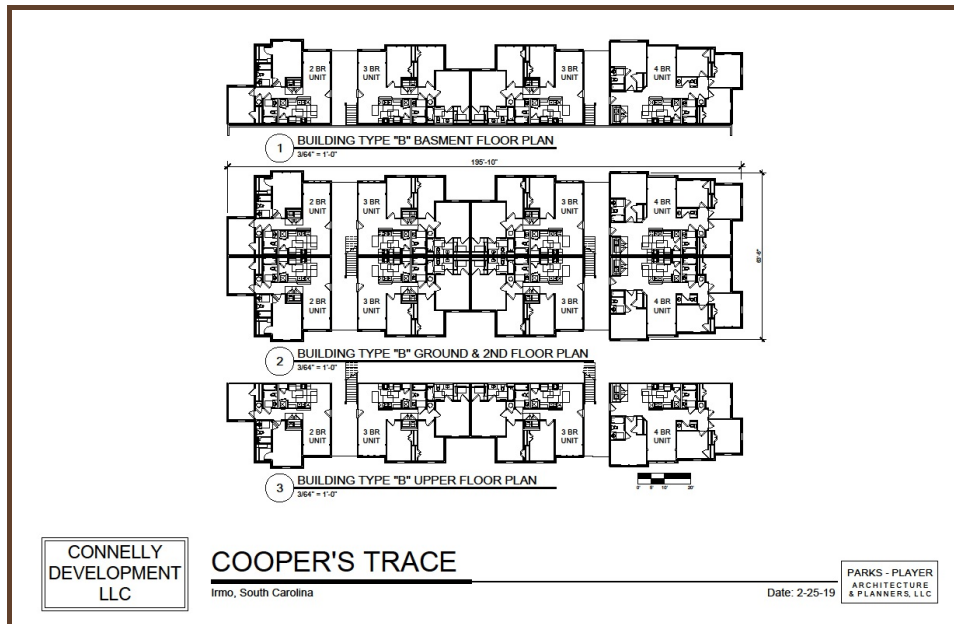 2 BR
UNIT
3 BR
UNIT
3 BR
UNIT
4 BR
UNIT
1
BUILDING TYPE "B" BASMENT FLOOR PLAN
3/64" = 1'-0"
195'-10"
2 BR
UNIT
3 BR
UNIT
3 BR
UNIT
4 BR
UNIT
2 BR
UNIT
3 BR
UNIT
3 BR
UNIT
4 BR
UNIT
2
BUILDING TYPE "B" GROUND & 2ND FLOOR PLAN
3/64" = 1'-0"
2 BR
UNIT
3 BR
UNIT
3 BR
UNIT
4 BR
UNIT
3
BUILDING TYPE "B" UPPER FLOOR PLAN
3/64" = 1'-0"
0' 5' 10' 20'
CONNELLY
DEVELOPMENT
LLC
COOPER'S TRACE
Irmo, South Carolina
Date: 2-25-19
PARKS - PLAYER
ARCHITECTURE
& PLANNERS, LLC